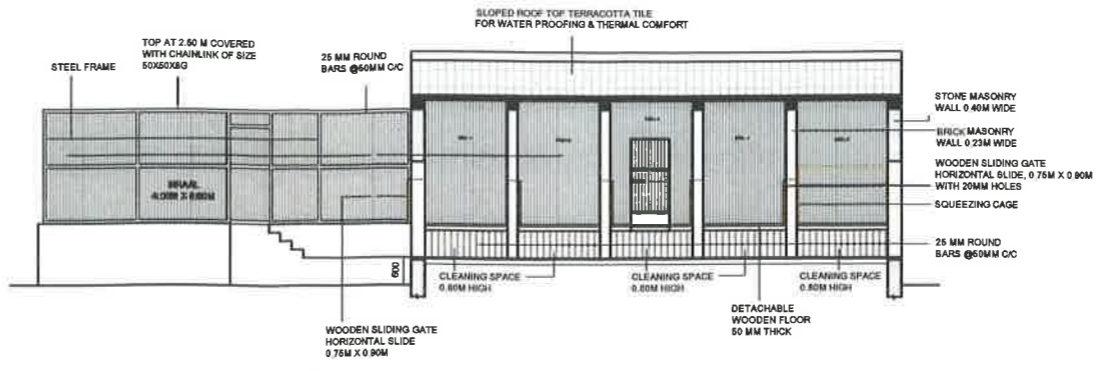 SLOPED ROOF TOP TERRACOTTA TILE
FOR WATER PROOFING & THERMAL COMFORT
TOP AT 2.50 M COVERED
WITH CHAINLINK OF SIZE
50X50X8G
STEEL FRAME
25 MM ROUND
BARS @50MM C/C
STONE MASONRY
WALL 0.40M WIDE
BRICK MASONRY
WALL 0.23M WIDE
WOODEN SLIDING GATE
HORIZONTAL SLIDE, 0.75M X 0.90M
WITH 20MM HOLES
SQUEEZING CAGE
KRAAL
25 MM ROUND
BARS @50MM C/C
600
CLEANING SPACE
0.60M HIGH
CLEANING SPACE
0.60M HIGH
CLEANING SPACE
0.60M HIGH
DETACHABLE
WOODEN FLOOR
50 MM THICK
WOODEN SLIDING GATE
HORIZONTAL SLIDE
0.75M X 0.90M